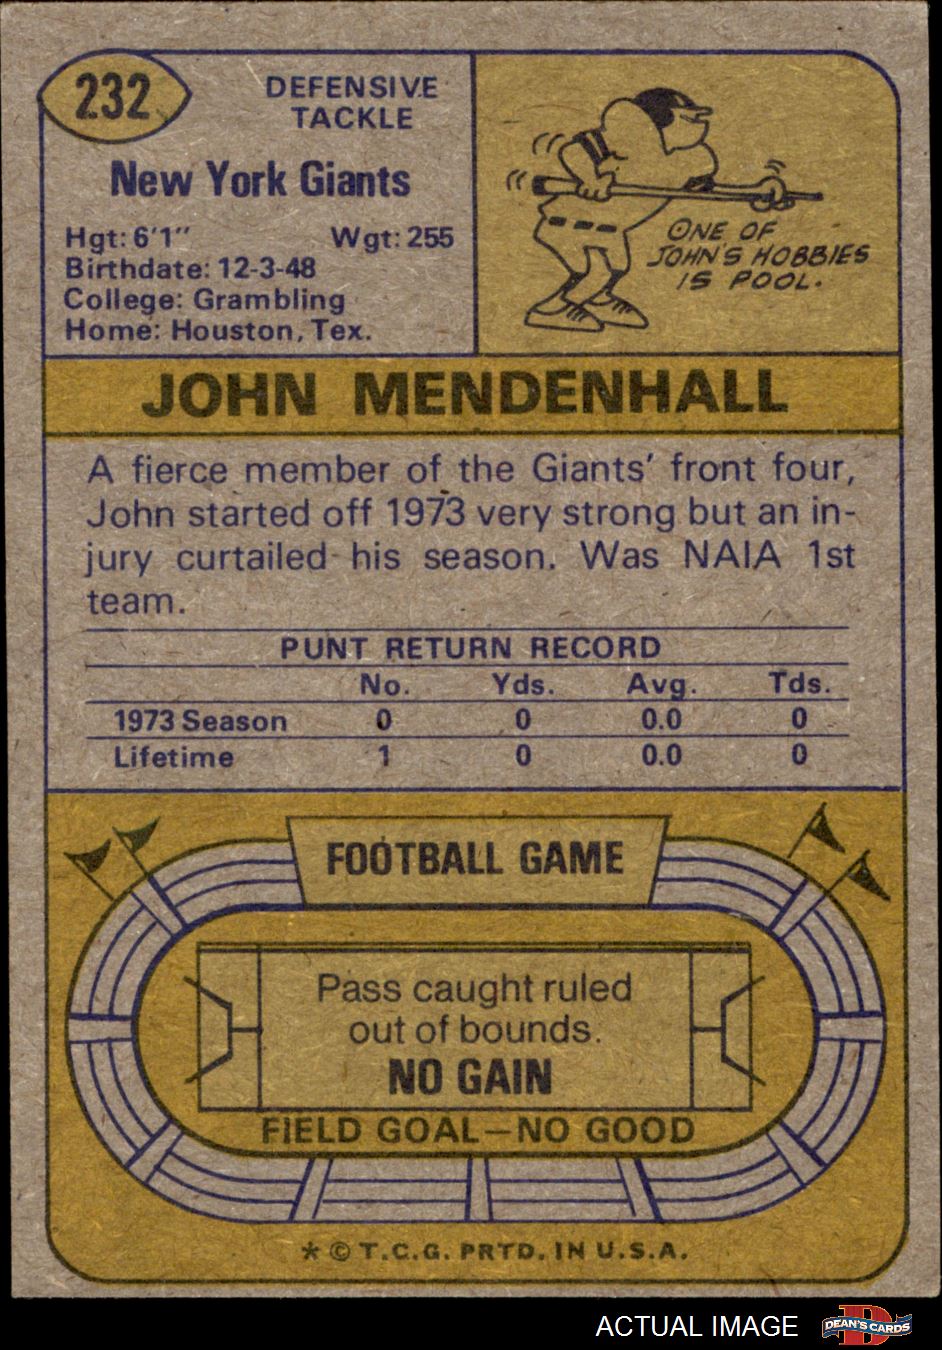 232
DEFENSIVE
TACKLE
New York Giants
Hgt: 6'1" Wgt: 255
Birthdate: 12-3-48
College: Grambling
Home: Houston, Tex.
ONE OF
JOHN'S HOBBIES
IS POOL.
JOHN MENDENHALL
A fierce member of the Giants' front four,
John started off 1973 very strong but an in-
jury curtailed his season. Was NAIA 1st
team.
PUNT RETURN RECORD
No. Yds. Avg. Tds.
1973 Season 0 0 0.0 0
Lifetime 1 0 0.0 0
FOOTBALL GAME
Pass caught ruled
out of bounds.
NO GAIN
FIELD GOAL—NO GOOD
* © T.C.G. PRTD. IN U.S.A.
ACTUAL IMAGE
DEAN'S CARDS